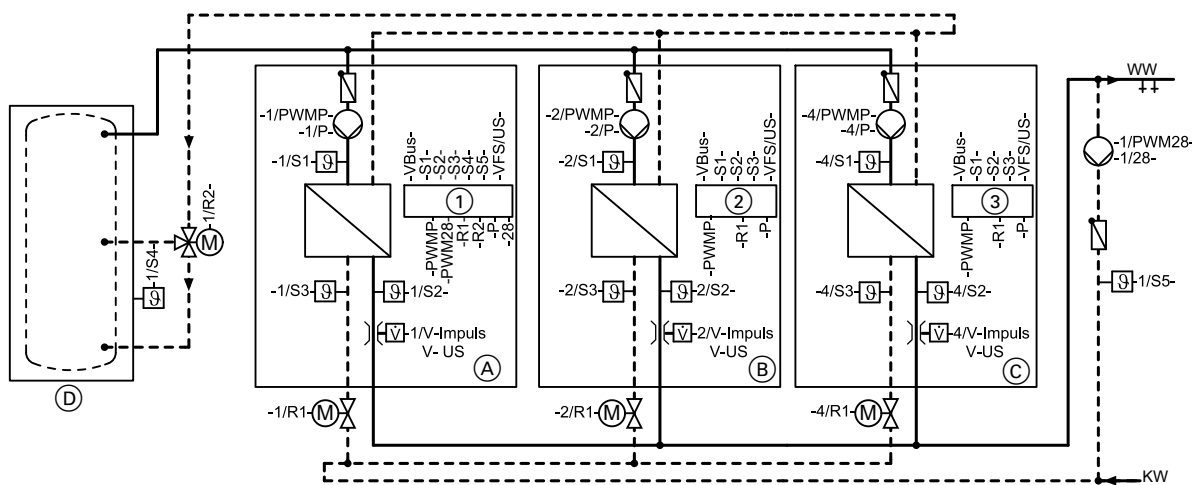 WW
-1/R2-
-1/S4-
M
ϑ
D
-1/PWMP-
-1/P-
-1/S1
ϑ
-VBus-
-S1-
-S2-
-S3-
-S4-
-S5-
-VFS/US-
1
-PWMP-
-PWM28-
-R1-
-R2-
-P-
-28-
-1/S3
ϑ
ϑ
1/S2-
V̇
1/V-Impuls
V- US
A
-1/R1
M
-2/PWMP-
-2/P-
-2/S1
ϑ
-VBus-
-S1-
-S2-
-S3-
-VFS/US-
2
-PWMP-
-R1-
-P-
-2/S3
ϑ
ϑ
2/S2-
V̇
2/V-Impuls
V-US
B
-2/R1
M
-4/PWMP-
-4/P-
-4/S1
ϑ
-VBus-
-S1-
-S2-
-S3-
-VFS/US-
3
-PWMP-
-R1-
-P-
-4/S3
ϑ
ϑ
4/S2-
V̇
4/V-Impuls
V-US
C
-4/R1
M
-1/PWM28-
-1/28-
ϑ
1/S5-
KW